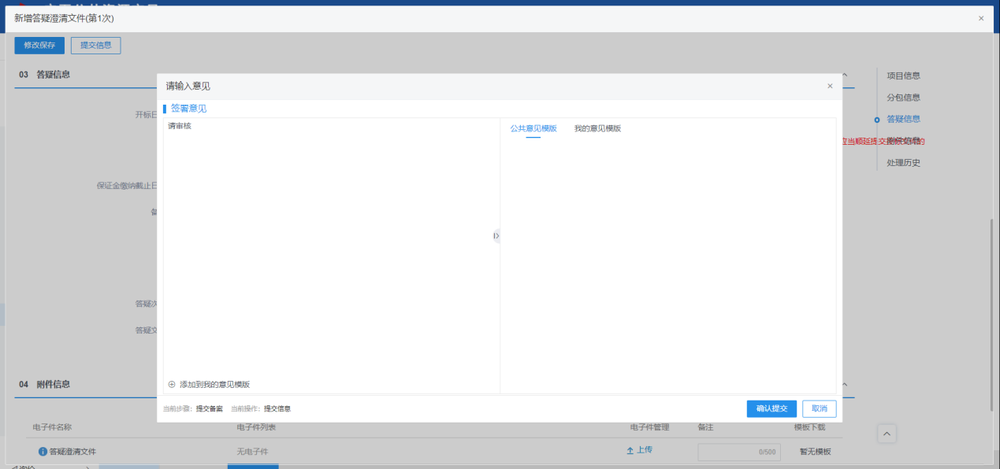 新增答疑澄清文件(第1次)
×
修改保存
提交信息
03 答疑信息
项目信息
分包信息
答疑信息
处理历史
开标日
保证金缴纳截止日
备
答疑次
答疑文
应当顺延提交
请输入意见
×
签署意见
请审核
公共意见模版
我的意见模版
添加到我的意见模版
当前步骤: 提交备案 当前操作: 提交信息
确认提交
取消
04 附件信息
电子件名称
电子件列表
电子件管理
备注
模板下载
答疑澄清文件
无电子件
上传
0/500
暂无模板